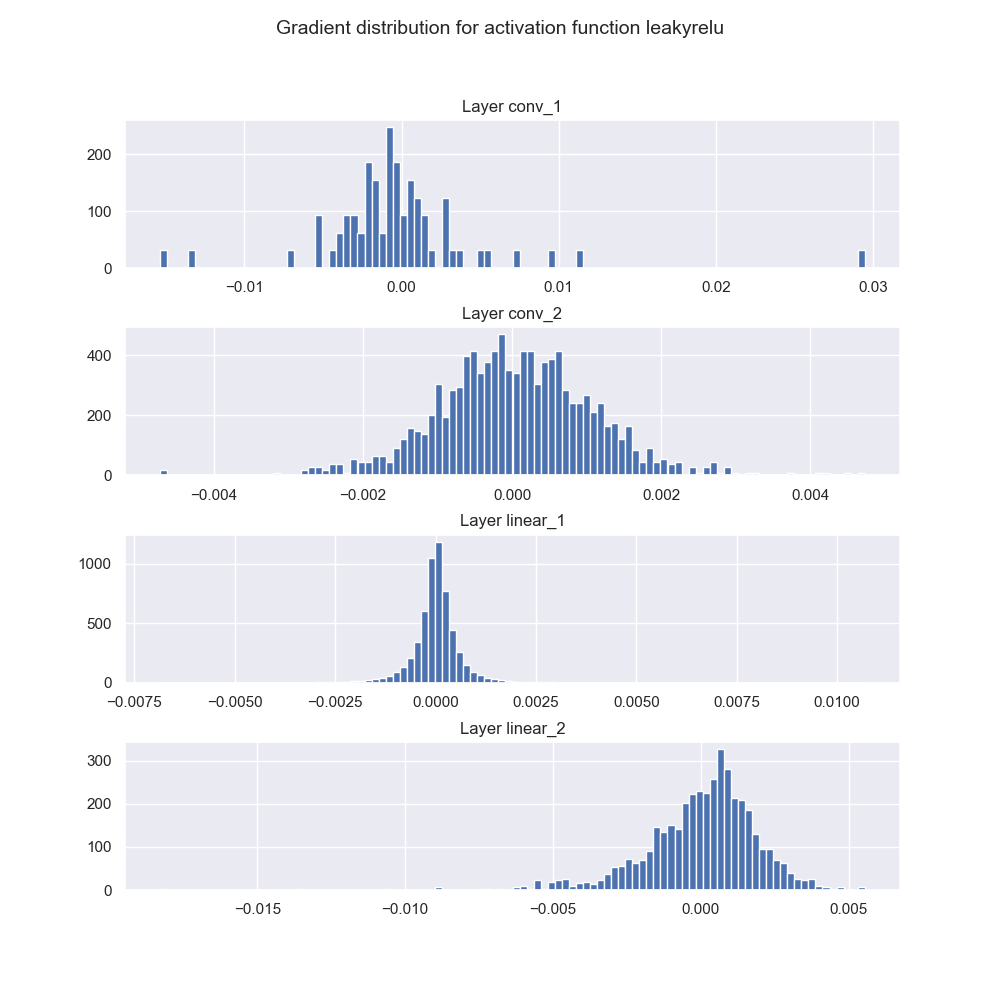 Gradient distribution for activation function leakyrelu
Layer conv_1
200
100
0
−0.01 0.00 0.01 0.02 0.03
Layer conv_2
400
200
0
−0.004 −0.002 0.000 0.002 0.004
Layer linear_1
1000
500
0
−0.0075 −0.0050 −0.0025 0.0000 0.0025 0.0050 0.0075 0.0100
Layer linear_2
300
200
100
0
−0.015 −0.010 −0.005 0.000 0.005